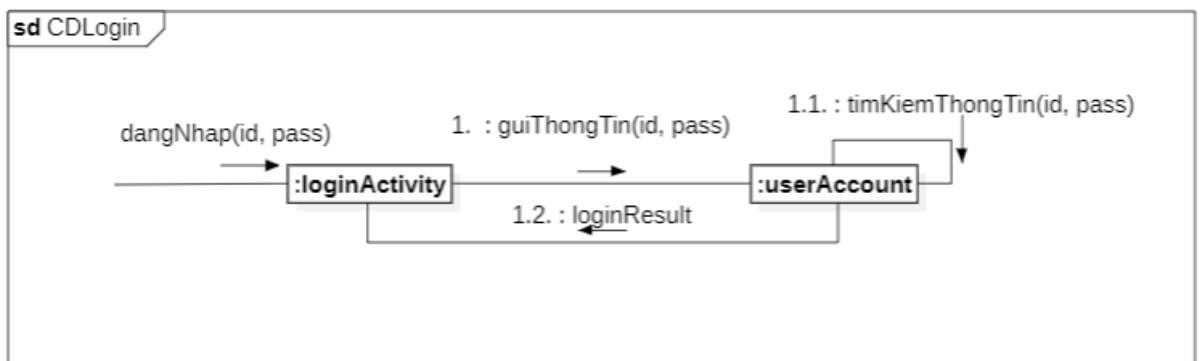 sd CDLogin
1.1. : timKiemThongTin(id, pass)
dangNhap(id, pass)
1. : guiThongTin(id, pass)
:loginActivity
:userAccount
1.2. : loginResult